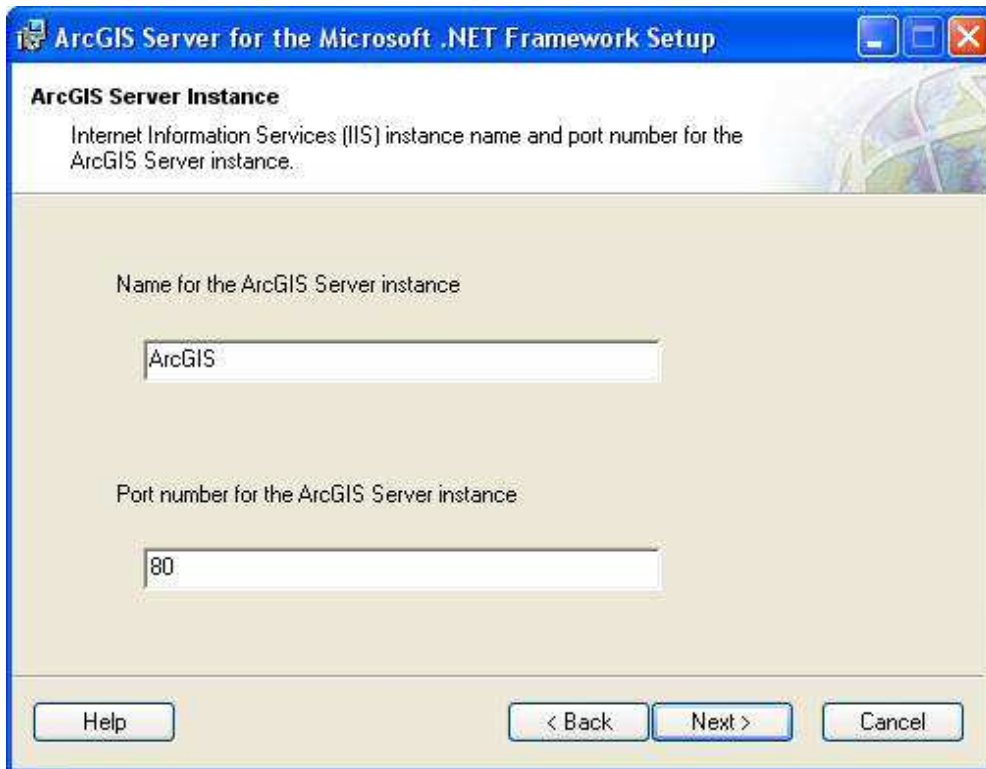 ArcGIS Server for the Microsoft .NET Framework Setup
ArcGIS Server Instance
Internet Information Services (IIS) instance name and port number for the
ArcGIS Server instance.
Name for the ArcGIS Server instance
ArcGIS
Port number for the ArcGIS Server instance
80
Help
< Back
Next >
Cancel